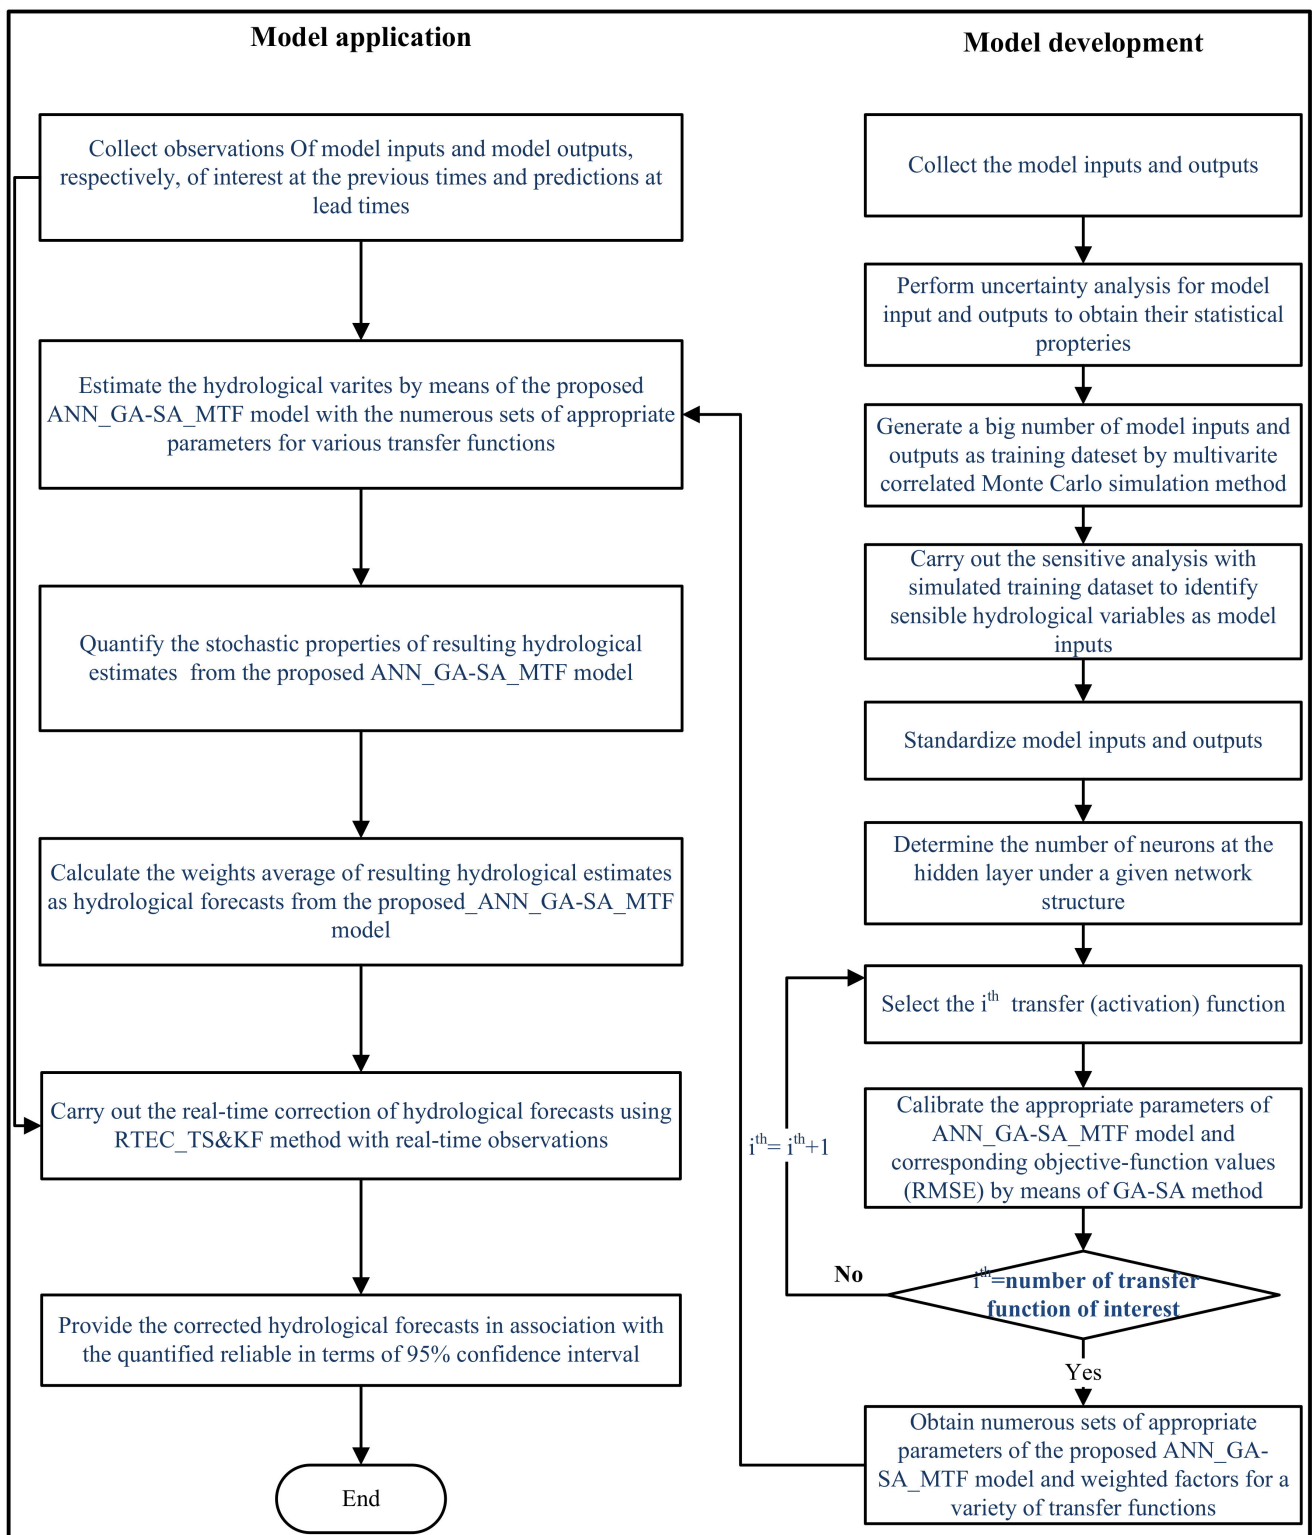 Model application
Collect observations Of model inputs and model outputs,
respectively, of interest at the previous times and predictions at
lead times
Estimate the hydrological varites by means of the proposed
ANN_GA-SA_MTF model with the numerous sets of appropriate
parameters for various transfer functions
Quantify the stochastic properties of resulting hydrological
estimates from the proposed ANN_GA-SA_MTF model
Calculate the weights average of resulting hydrological estimates
as hydrological forecasts from the proposed_ANN_GA-SA_MTF
model
Carry out the real-time correction of hydrological forecasts using
RTEC_TS&KF method with real-time observations
Provide the corrected hydrological forecasts in association with
the quantified reliable in terms of 95% confidence interval
End
Model development
Collect the model inputs and outputs
Perform uncertainty analysis for model
input and outputs to obtain their statistical
propteries
Generate a big number of model inputs and
outputs as training dateset by multivarite
correlated Monte Carlo simulation method
Carry out the sensitive analysis with
simulated training dataset to identify
sensible hydrological variables as model
inputs
Standardize model inputs and outputs
Determine the number of neurons at the
hidden layer under a given network
structure
Select the i^th transfer (activation) function
Calibrate the appropriate parameters of
ANN_GA-SA_MTF model and
corresponding objective-function values
(RMSE) by means of GA-SA method
i^th= i^th+1
No
i^th=number of transfer
function of interest
Yes
Obtain numerous sets of appropriate
parameters of the proposed ANN_GA-
SA_MTF model and weighted factors for a
variety of transfer functions